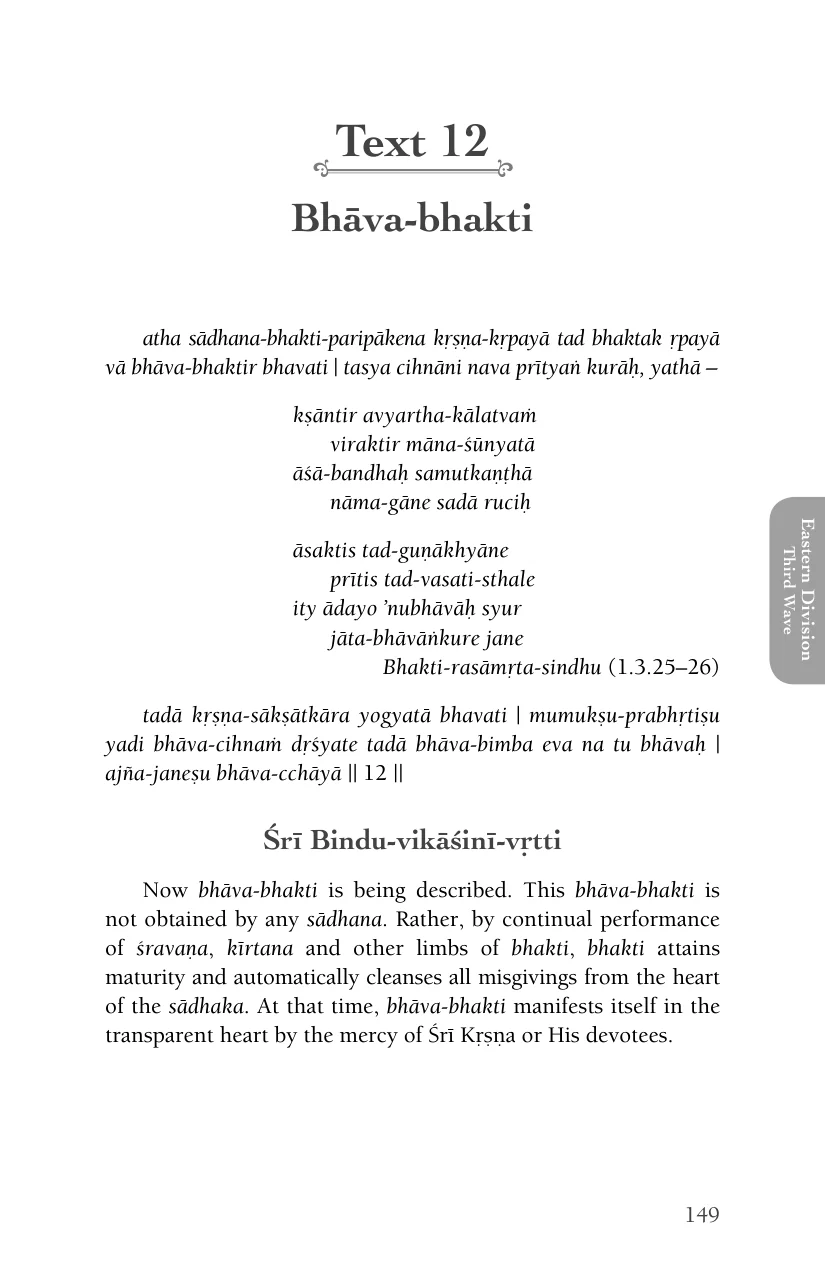 Text 12
Bhāva-bhakti
atha sādhana-bhakti-paripākena kṛṣṇa-kṛpayā tad bhaktak ṛpayā
vā bhāva-bhaktir bhavati | tasya cihnāni nava prītyaṅ kurāḥ, yathā –
kṣāntir avyartha-kālatvaṁ
viraktir māna-śūnyatā
āśā-bandhaḥ samutkaṇṭhā
nāma-gāne sadā ruciḥ
āsaktis tad-guṇākhyāne
prītis tad-vasati-sthale
ity ādayo ’nubhāvāḥ syur
jāta-bhāvāṅkure jane
Bhakti-rasāmṛta-sindhu (1.3.25–26)
tadā kṛṣṇa-sākṣātkāra yogyatā bhavati | mumukṣu-prabhṛtiṣu
yadi bhāva-cihnaṁ dṛśyate tadā bhāva-bimba eva na tu bhāvaḥ |
ajña-janeṣu bhāva-cchāyā || 12 ||
Śrī Bindu-vikāśinī-vṛtti
Now bhāva-bhakti is being described. This bhāva-bhakti is
not obtained by any sādhana. Rather, by continual performance
of śravaṇa, kīrtana and other limbs of bhakti, bhakti attains
maturity and automatically cleanses all misgivings from the heart
of the sādhaka. At that time, bhāva-bhakti manifests itself in the
transparent heart by the mercy of Śrī Kṛṣṇa or His devotees.
Eastern Division
Third Wave
149